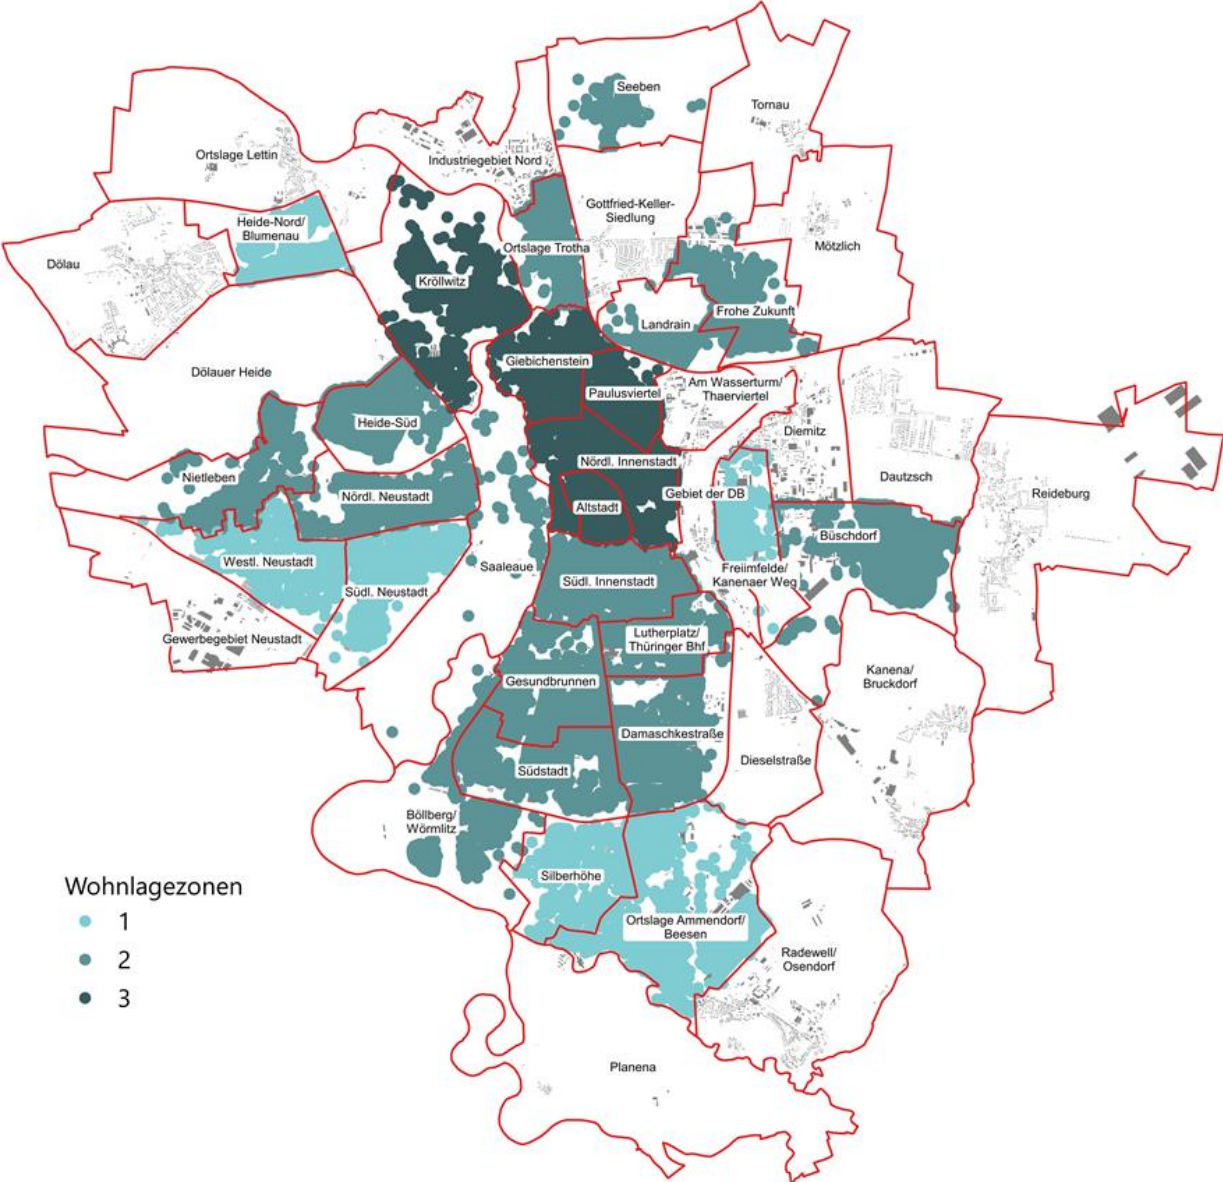 Seeben
Tornau
Ortslage Lettin
Industriegebiet Nord
Gottfried-Keller-
Siedlung
Heide-Nord/
Blumenau
Ortslage Trotha
Mötzlich
Dölau
Kröllwitz
Frohe Zukunft
Landrain
Giebichenstein
Dölauer Heide
Paulusviertel
Am Wasserturm/
Thaerviertel
Heide-Süd
Diemitz
Nördl. Innenstadt
Nietleben
Dautzsch
Nördl. Neustadt
Gebiet der DB
Reideburg
Altstadt
Büschdorf
Westl. Neustadt
Saaleaue
Südl. Innenstadt
Freiimfelde/
Kanenaer Weg
Südl. Neustadt
Gewerbegebiet Neustadt
Lutherplatz/
Thüringer Bhf
Kanena/
Bruckdorf
Gesundbrunnen
Damaschkestraße
Dieselstraße
Südstadt
Böllberg/
Wörmlitz
Silberhöhe
Ortslage Ammendorf/
Beesen
Radewell/
Osendorf
Planena
Wohnlagezonen
1
2
3